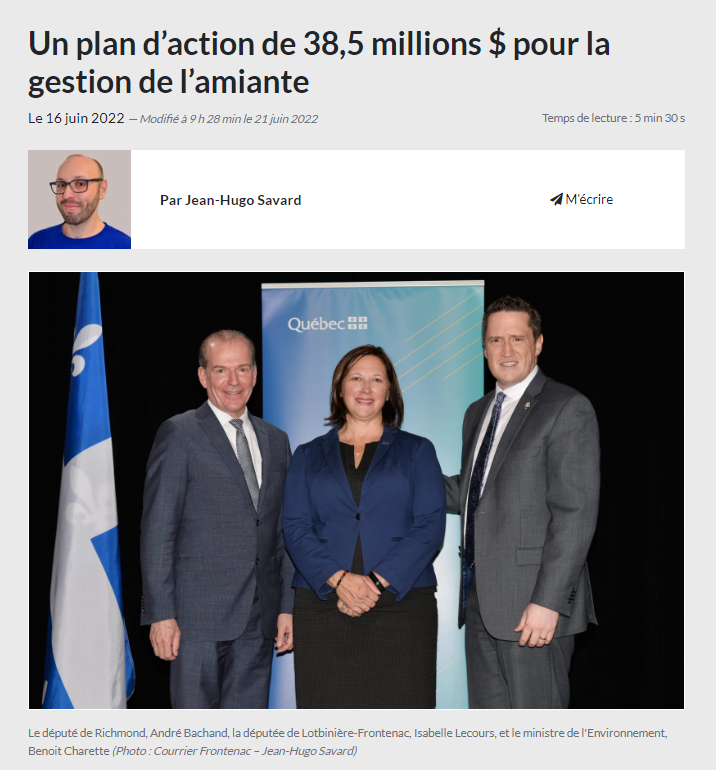 Un plan d’action de 38,5 millions $ pour la
gestion de l’amiante
Le 16 juin 2022 — Modifié à 9 h 28 min le 21 juin 2022
Temps de lecture : 5 min 30 s
Par Jean-Hugo Savard
M'écrire
Québec
Le député de Richmond, André Bachand, la députée de Lotbinière-Frontenac, Isabelle Lecours, et le ministre de l'Environnement,
Benoit Charette (Photo : Courrier Frontenac – Jean-Hugo Savard)